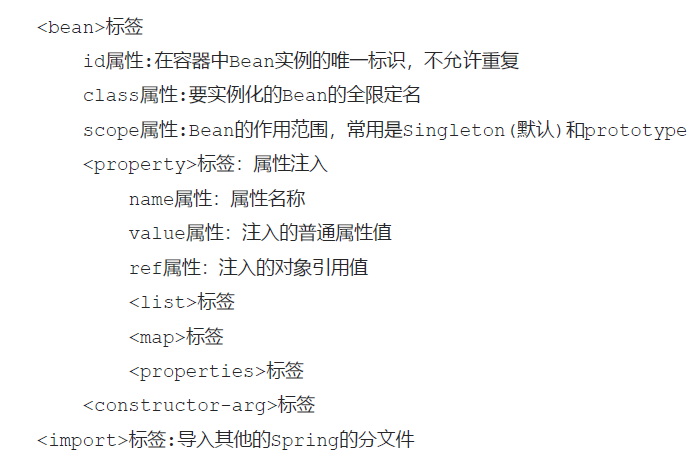 <bean>标签
id属性:在容器中Bean实例的唯一标识，不允许重复
class属性:要实例化的Bean的全限定名
scope属性:Bean的作用范围，常用是Singleton(默认)和prototype
<property>标签：属性注入
name属性：属性名称
value属性：注入的普通属性值
ref属性：注入的对象引用值
<list>标签
<map>标签
<properties>标签
<constructor-arg>标签
<import>标签:导入其他的Spring的分文件